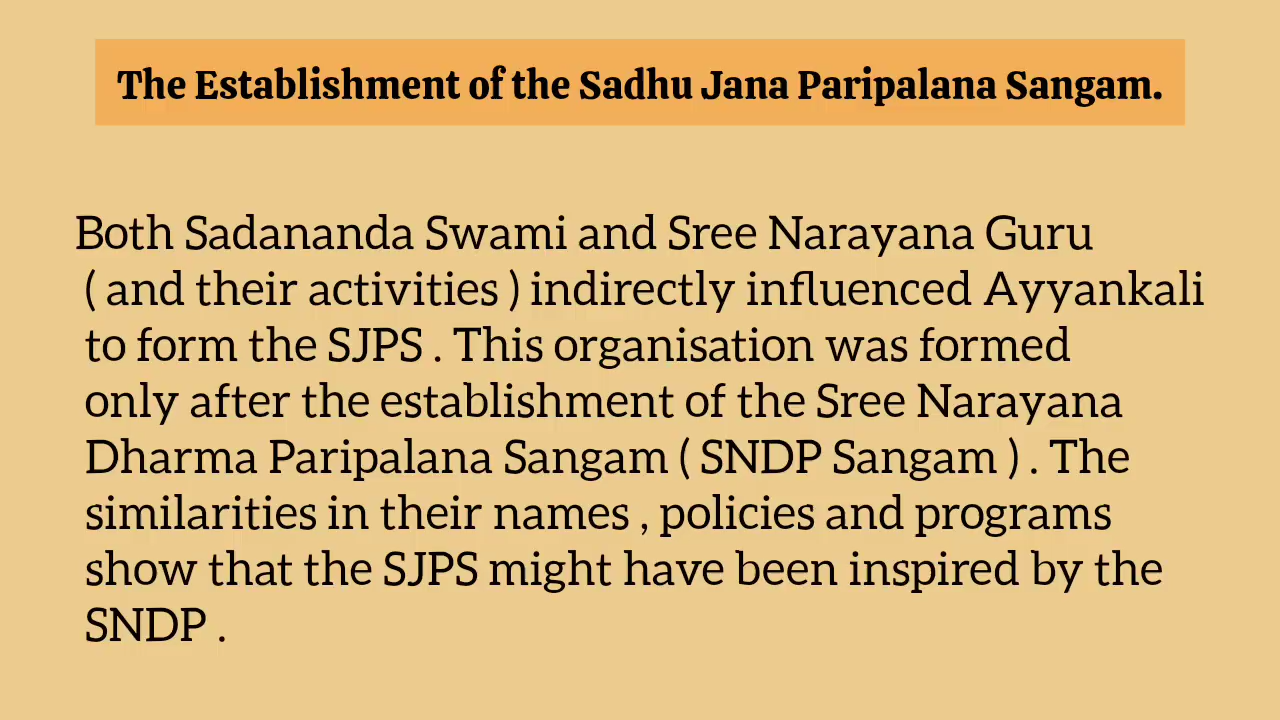 The Establishment of the Sadhu Jana Paripalana Sangam.
Both Sadananda Swami and Sree Narayana Guru
( and their activities ) indirectly influenced Ayyankali
to form the SJPS . This organisation was formed
only after the establishment of the Sree Narayana
Dharma Paripalana Sangam ( SNDP Sangam ) . The
similarities in their names , policies and programs
show that the SJPS might have been inspired by the
SNDP .